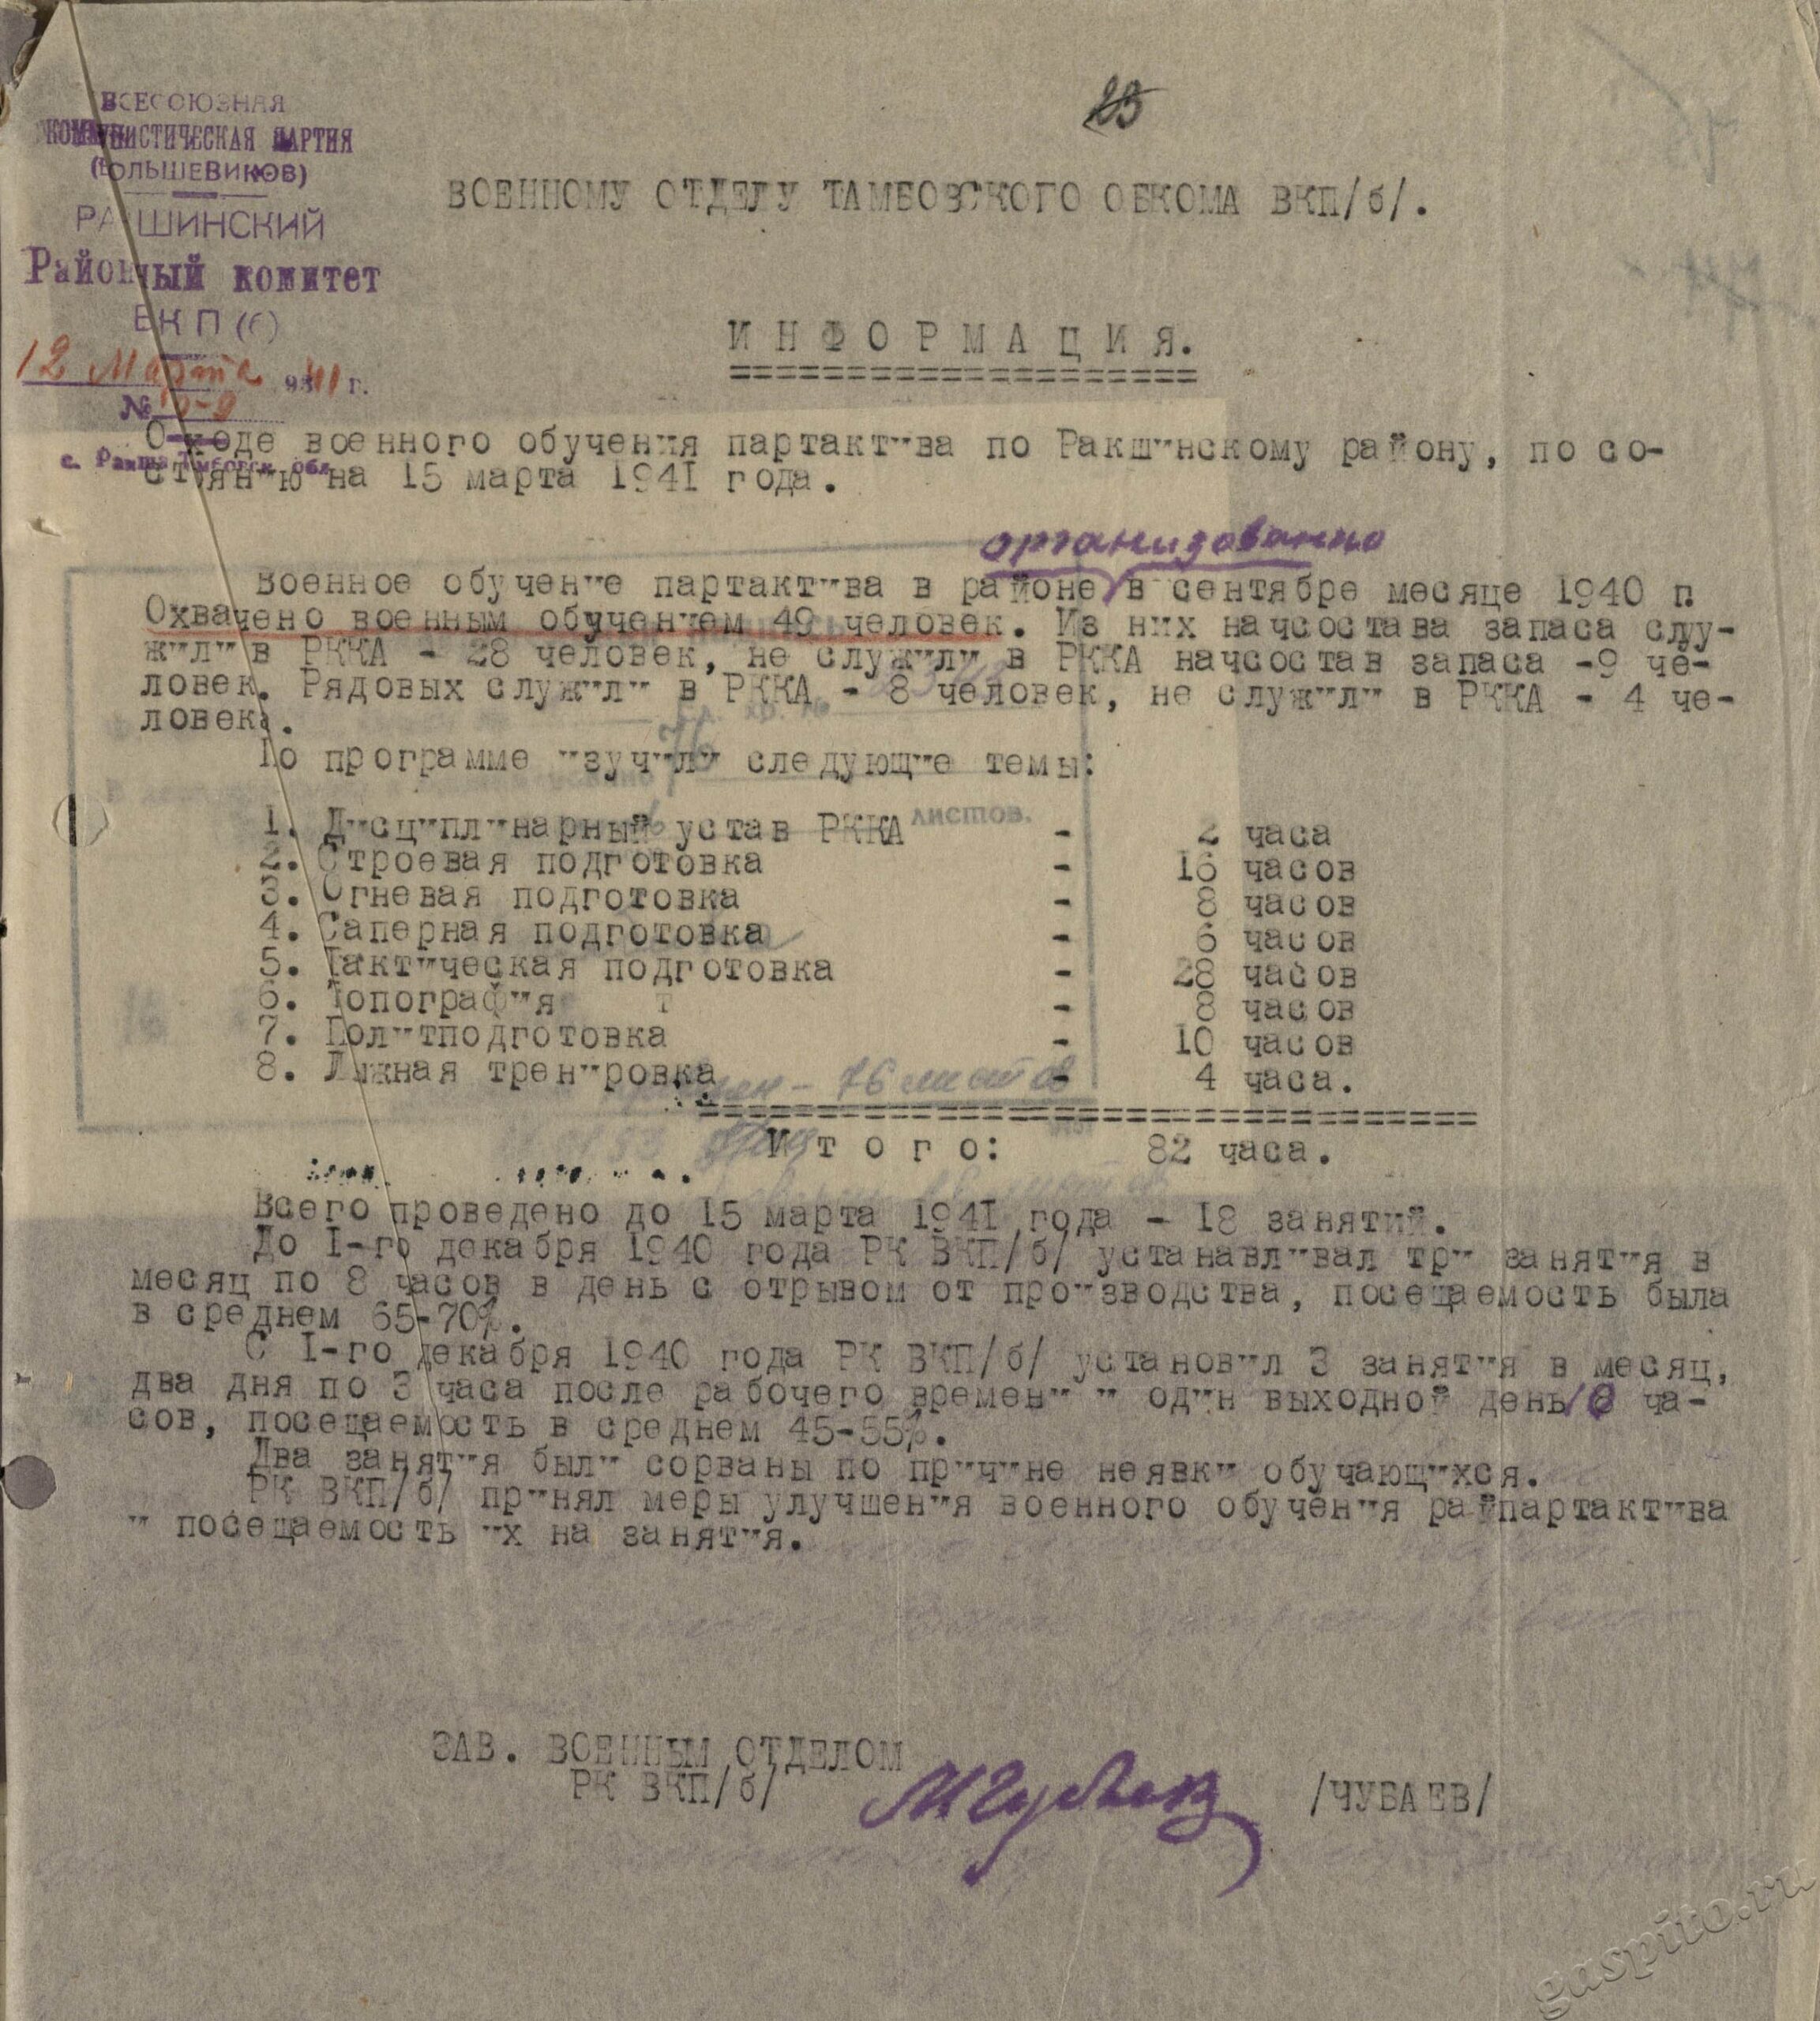 ВСЕСОЮЗНАЯ
КОММУНИСТИЧЕСКАЯ ПАРТИЯ
(БОЛЬШЕВИКОВ)
РАКШИНСКИЙ
Районный комитет
ВКП(б)
12 Марта 1941 г.
№
с. Ракша Тамбовск. обл.
ВОЕННОМУ ОТДЕЛУ ТАМБОВСКОГО ОБКОМА ВКП/б/.
ИНФОРМАЦИЯ.
О ходе военного обучения партактива по Ракшинскому району, по со-
стоянию на 15 марта 1941 года.
организованно
Военное обучение партактива в районе в сентябре месяце 1940 г.
Охвачено военным обучением 49 человек. Из них начсостава запаса слу-
жили в РККА - 28 человек, не служили в РККА начсостав запаса -9 че-
ловек. Рядовых служили в РККА - 8 человек, не служили в РККА - 4 че-
ловека.
По программе изучили следующие темы:
листов.
1. Дисциплинарный устав РККА - 2 часа
2. Строевая подготовка - 16 часов
3. Огневая подготовка - 8 часов
4. Саперная подготовка - 6 часов
5. Тактическая подготовка - 28 часов
6. Топография т - 8 часов
7. Политподготовка - 10 часов
8. Лыжная тренировка - 4 часа.
Итого: 82 часа.
Всего проведено до 15 марта 1941 года - 18 занятий.
До I-го декабря 1940 года РК ВКП/б/ устанавливал три занятия в
месяц по 8 часов в день с отрывом от производства, посещаемость была
в среднем 65-70%.
С I-го декабря 1940 года РК ВКП/б/ установил 3 занятия в месяц,
два дня по 3 часа после рабочего времени и один выходной день 8 ча-
сов, посещаемость в среднем 45-55%.
Два занятия были сорваны по причине неявки обучающихся.
РК ВКП/б/ принял меры улучшения военного обучения райпартактива
и посещаемость их на занятия.
ЗАВ. ВОЕННЫМ ОТДЕЛОМ
РК ВКП/б/ /ЧУБАЕВ/
gaspito.ru